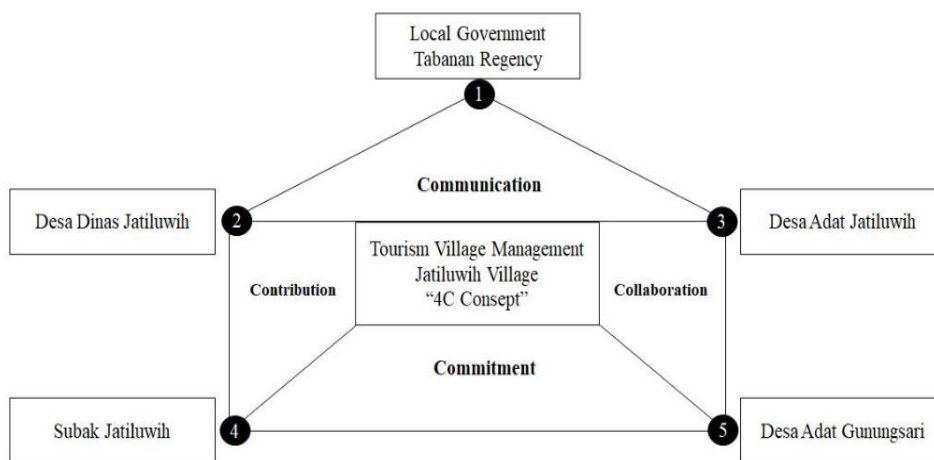 Local Government
Tabanan Regency
1
Communication
Desa Dinas Jatiluwih
2
3
Desa Adat Jatiluwih
Tourism Village Management
Jatiluwih Village
“4C Consept”
Contribution
Collaboration
Commitment
Subak Jatiluwih
4
5
Desa Adat Gunungsari